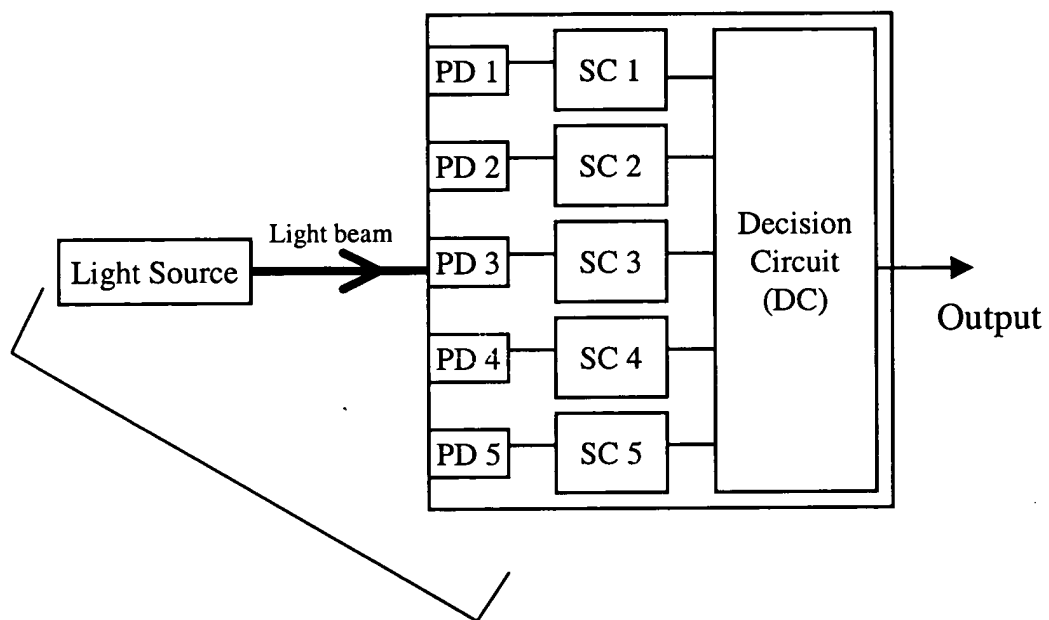 PD 1
SC 1
PD 2
SC 2
Light beam
Light Source
PD 3
SC 3
Decision
Circuit
(DC)
Output
PD 4
SC 4
PD 5
SC 5